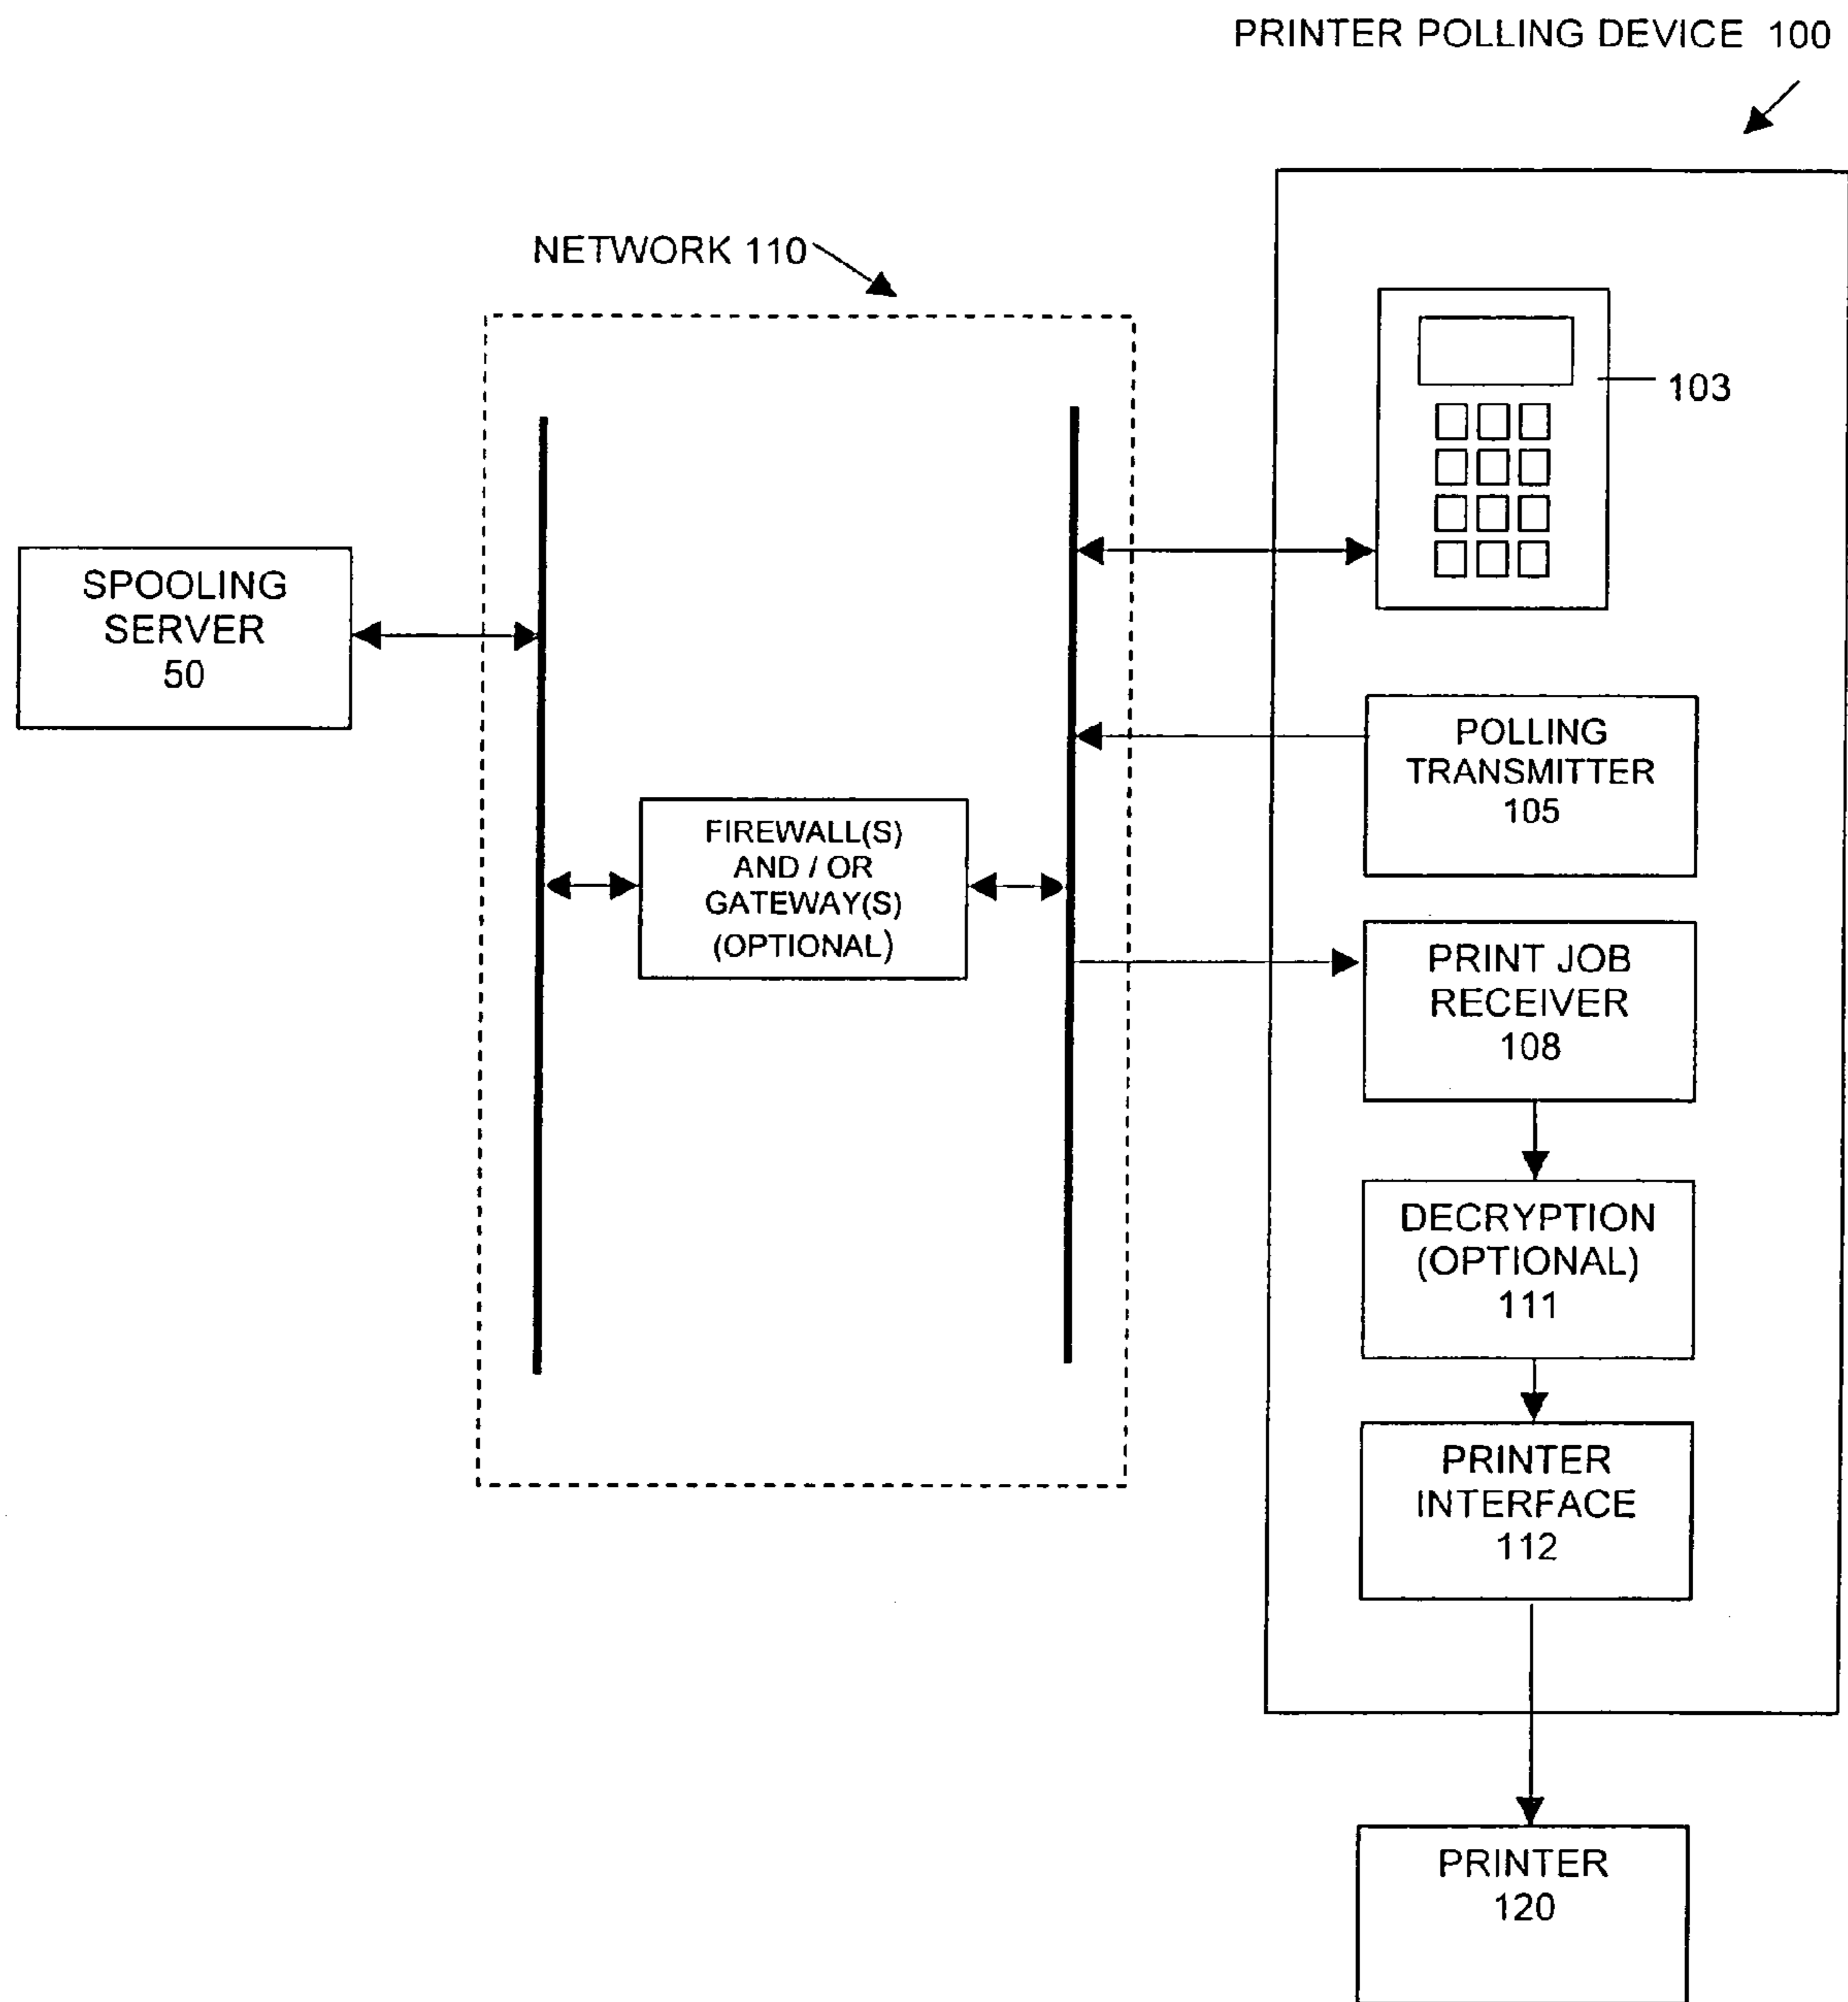 PRINTER POLLING DEVICE 100
NETWORK 110
103
SPOOLING
SERVER
50
POLLING
TRANSMITTER
105
FIREWALL(S)
AND / OR
GATEWAY(S)
(OPTIONAL)
PRINT JOB
RECEIVER
108
DECRYPTION
(OPTIONAL)
111
PRINTER
INTERFACE
112
PRINTER
120